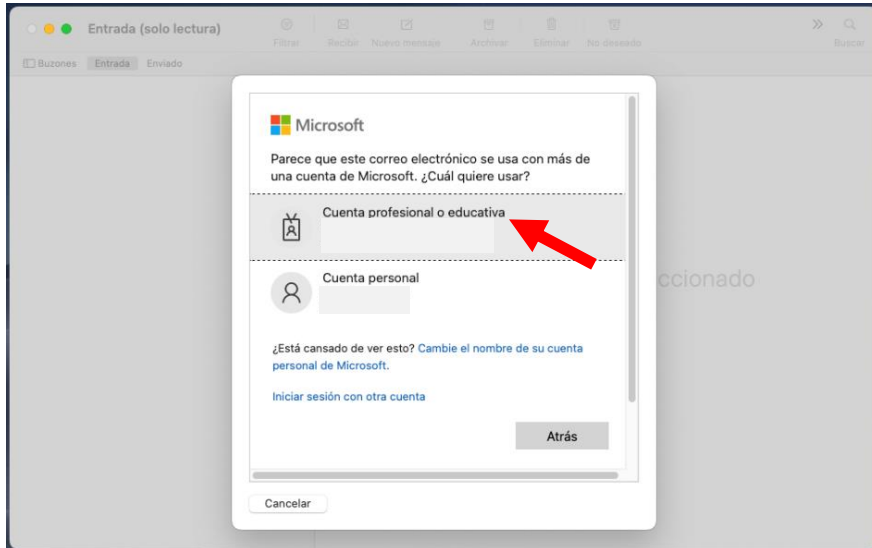 Entrada (solo lectura)
Filtrar Recibir Nuevo mensaje Archivar Eliminar No deseado Buscar
Buzones Entrada Enviado
Microsoft
Parece que este correo electrónico se usa con más de
una cuenta de Microsoft. ¿Cuál quiere usar?
Cuenta profesional o educativa
Cuenta personal
ccionado
¿Está cansado de ver esto? Cambie el nombre de su cuenta
personal de Microsoft.
Iniciar sesión con otra cuenta
Atrás
Cancelar